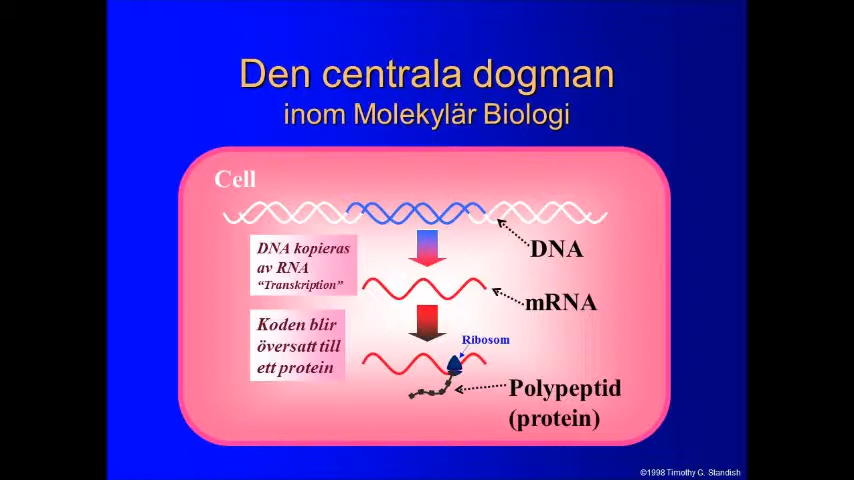 Den centrala dogman
inom Molekylär Biologi
Cell
DNA kopieras
av RNA
“Transkription”
DNA
mRNA
Koden blir
översatt till
ett protein
Ribosom
Polypeptid
(protein)
©1998 Timothy G. Standish